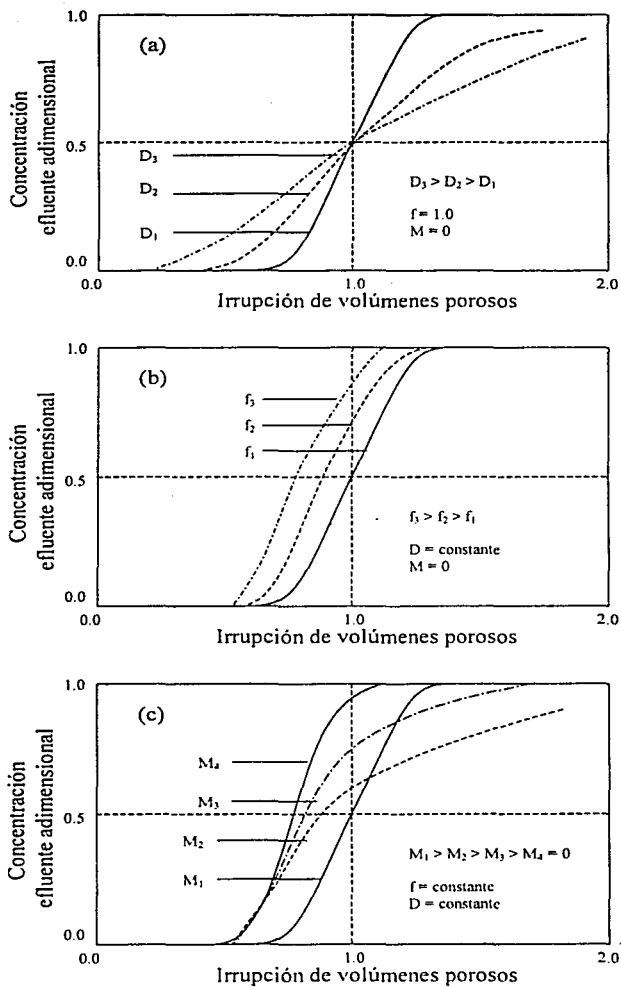 (a)
Concentración
efluente adimensional
1.0
0.5
0.0
D₃
D₂
D₁
D₃ > D₂ > D₁
f = 1.0
M = 0
0.0
1.0
2.0
Irrupción de volúmenes porosos
(b)
Concentración
efluente adimensional
1.0
0.5
0.0
f₃
f₂
f₁
f₃ > f₂ > f₁
D = constante
M = 0
0.0
1.0
2.0
Irrupción de volúmenes porosos
(c)
Concentración
efluente adimensional
1.0
0.5
0.0
M₄
M₃
M₂
M₁
M₁ > M₂ > M₃ > M₄ = 0
f = constante
D = constante
0.0
1.0
2.0
Irrupción de volúmenes porosos